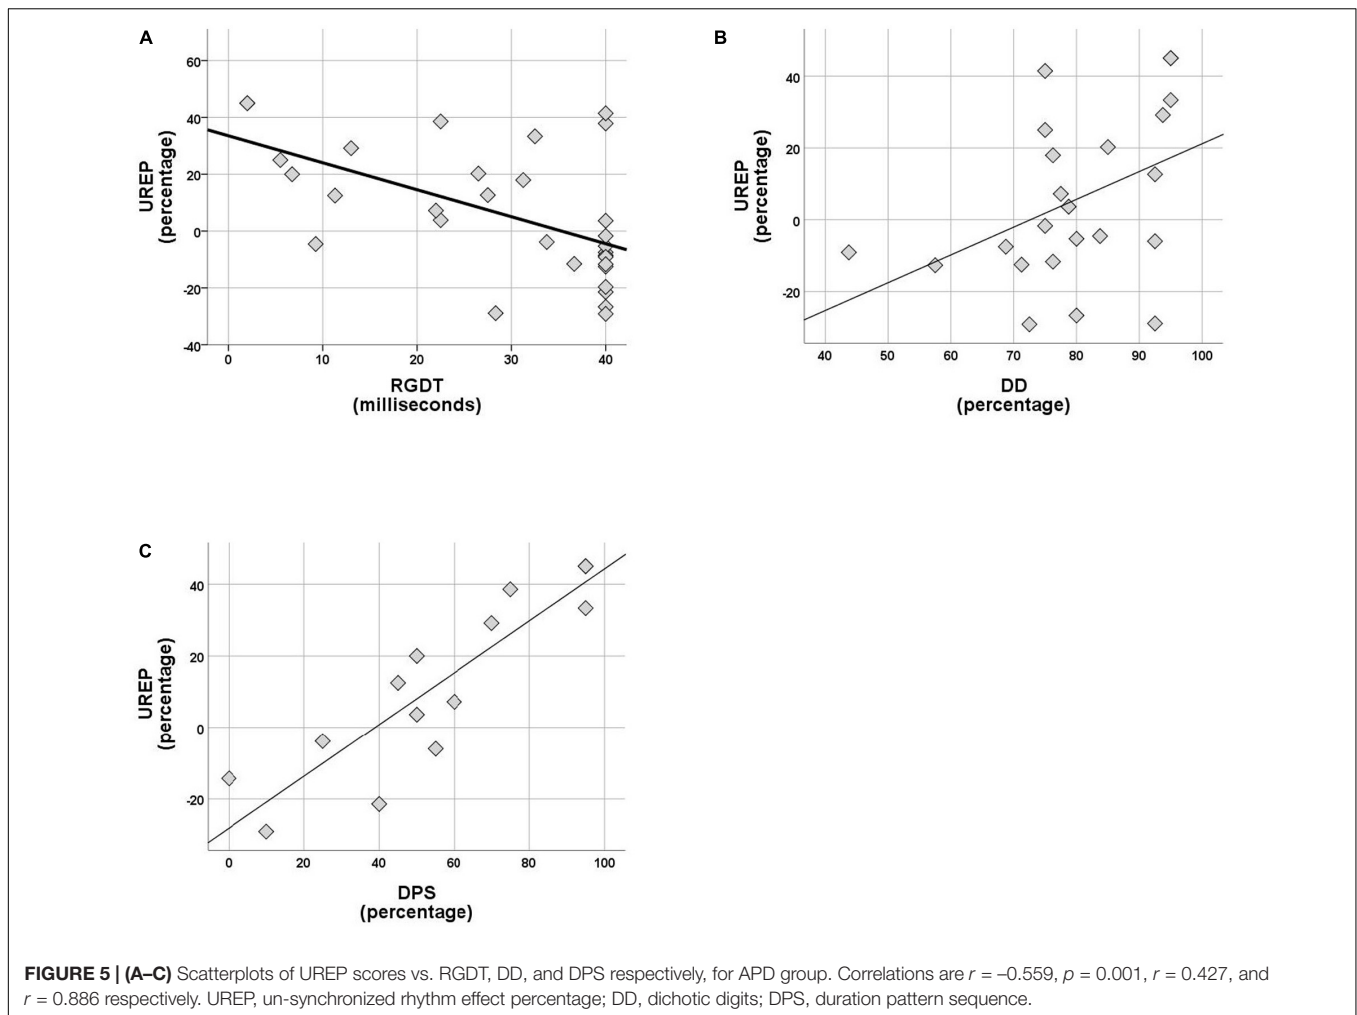 A
60
40
20
0
-20
-40
UREP
(percentage)
0 10 20 30 40
RGDT
(milliseconds)
B
40
20
0
-20
UREP
(percentage)
40 50 60 70 80 90 100
DD
(percentage)
C
40
20
0
-20
UREP
(percentage)
0 20 40 60 80 100
DPS
(percentage)
FIGURE 5 | (A–C) Scatterplots of UREP scores vs. RGDT, DD, and DPS respectively, for APD group. Correlations are r = –0.559, p = 0.001, r = 0.427, and
r = 0.886 respectively. UREP, un-synchronized rhythm effect percentage; DD, dichotic digits; DPS, duration pattern sequence.